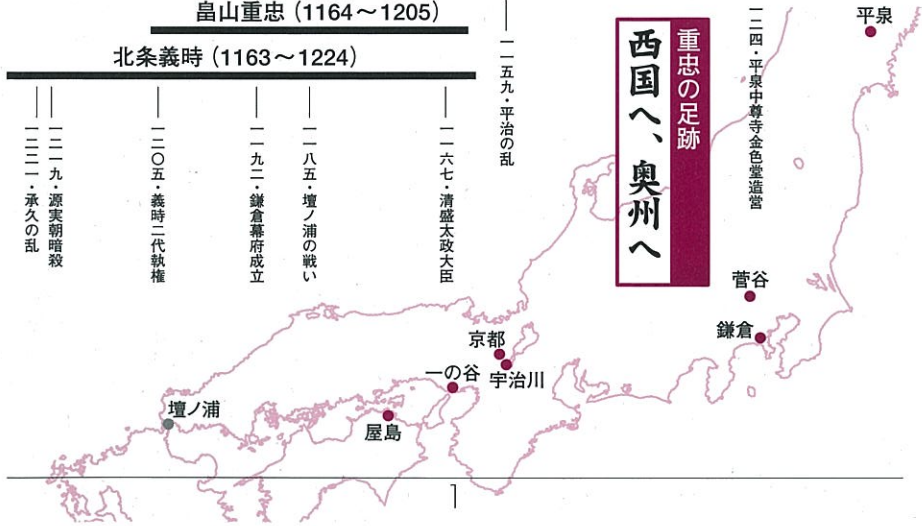 畠山重忠(1164～1205)
北条義時(1163～1224)
一二四・平泉中尊寺金色堂造営
一一五九・平治の乱
一一六七・清盛太政大臣
一一八五・壇ノ浦の戦い
一一九二・鎌倉幕府成立
一二〇五・義時二代執権
一二一九・源実朝暗殺
一二二一・承久の乱
重忠の足跡
西国へ、奥州へ
平泉
菅谷
鎌倉
京都
宇治川
一の谷
屋島
壇ノ浦